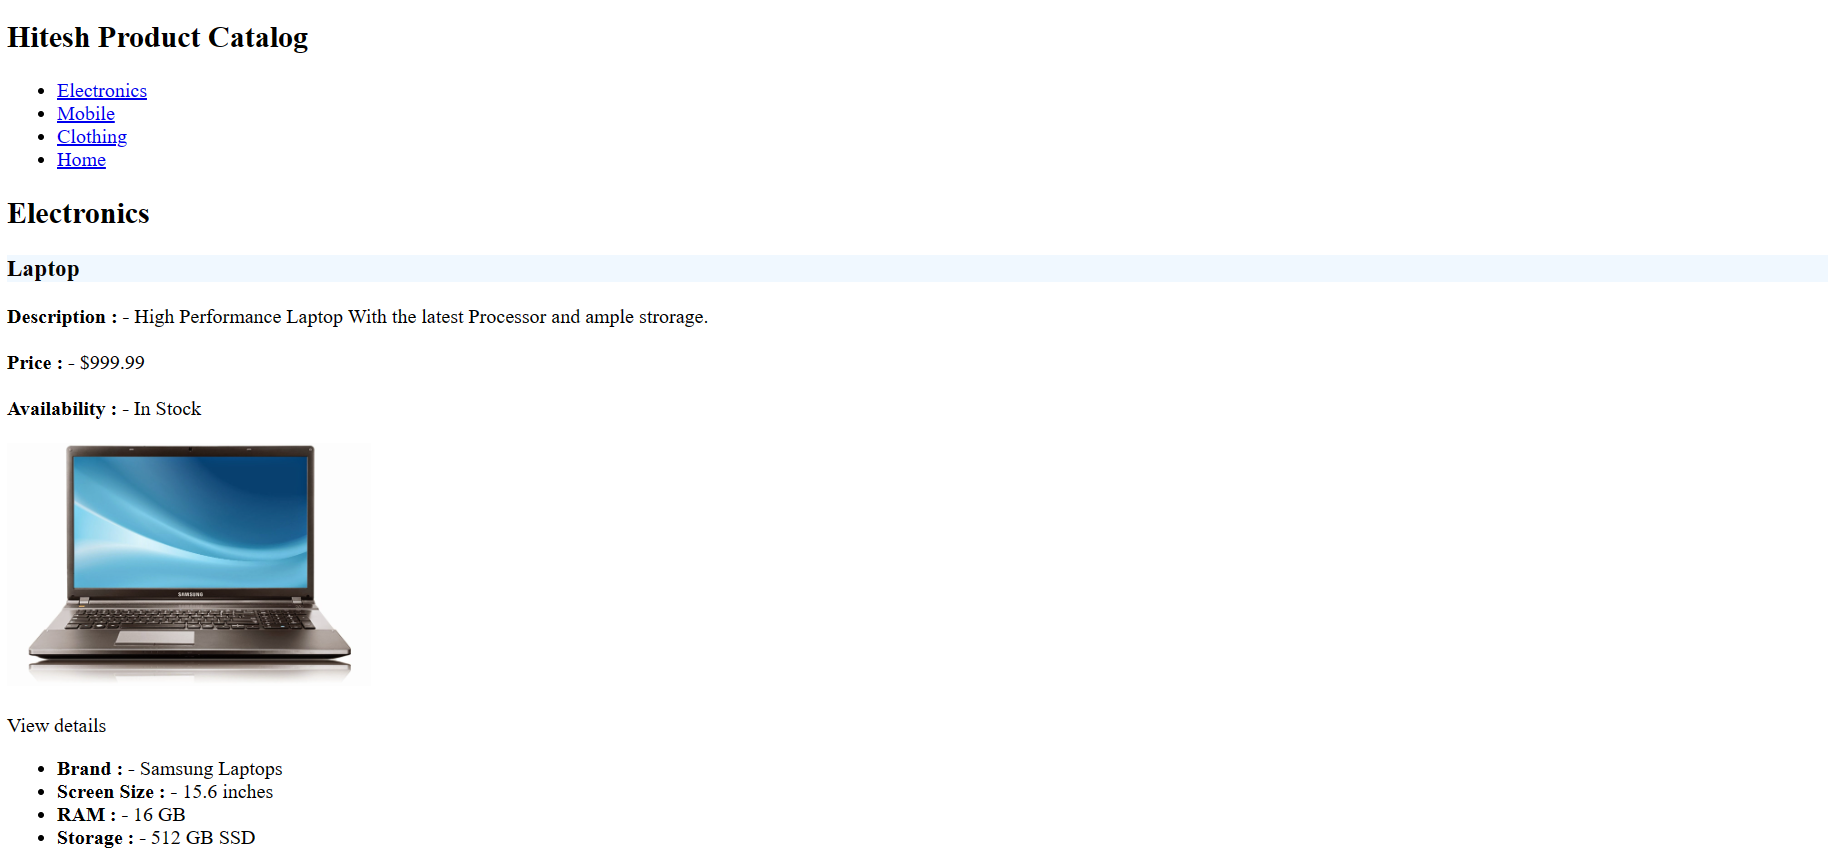 Hitesh Product Catalog
Electronics
Mobile
Clothing
Home
Electronics
Laptop
Description : - High Performance Laptop With the latest Processor and ample strorage.
Price : - $999.99
Availability : - In Stock
SAMSUNG
View details
Brand : - Samsung Laptops
Screen Size : - 15.6 inches
RAM : - 16 GB
Storage : - 512 GB SSD